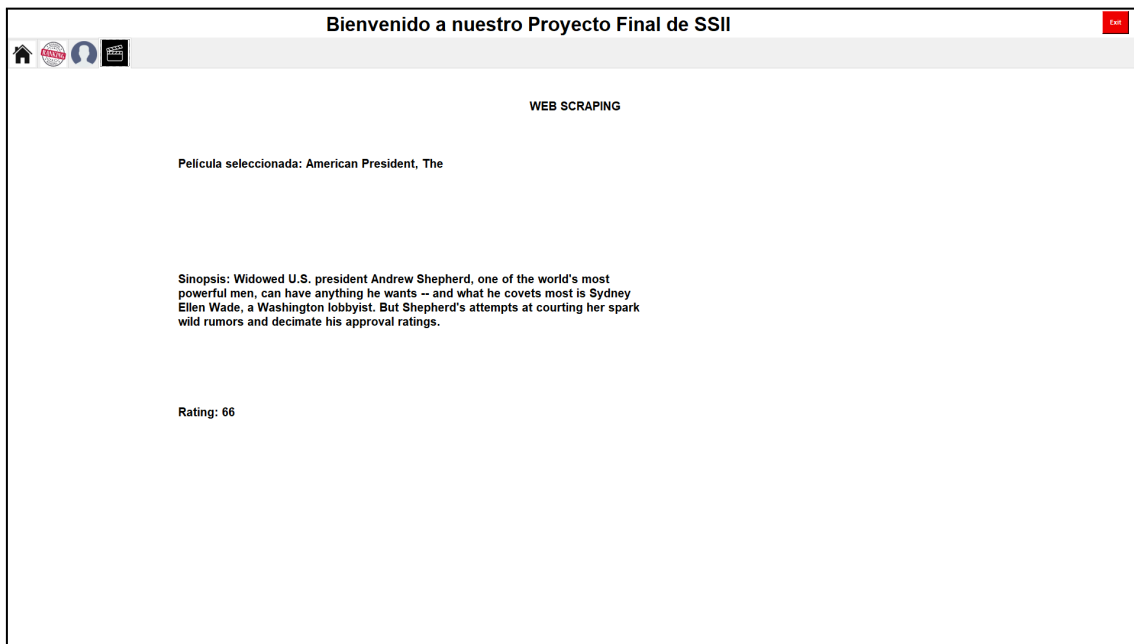 Bienvenido a nuestro Proyecto Final de SSII
Exit
RANKING
WEB SCRAPING
Película seleccionada: American President, The
Sinopsis: Widowed U.S. president Andrew Shepherd, one of the world's most
powerful men, can have anything he wants -- and what he covets most is Sydney
Ellen Wade, a Washington lobbyist. But Shepherd's attempts at courting her spark
wild rumors and decimate his approval ratings.
Rating: 66